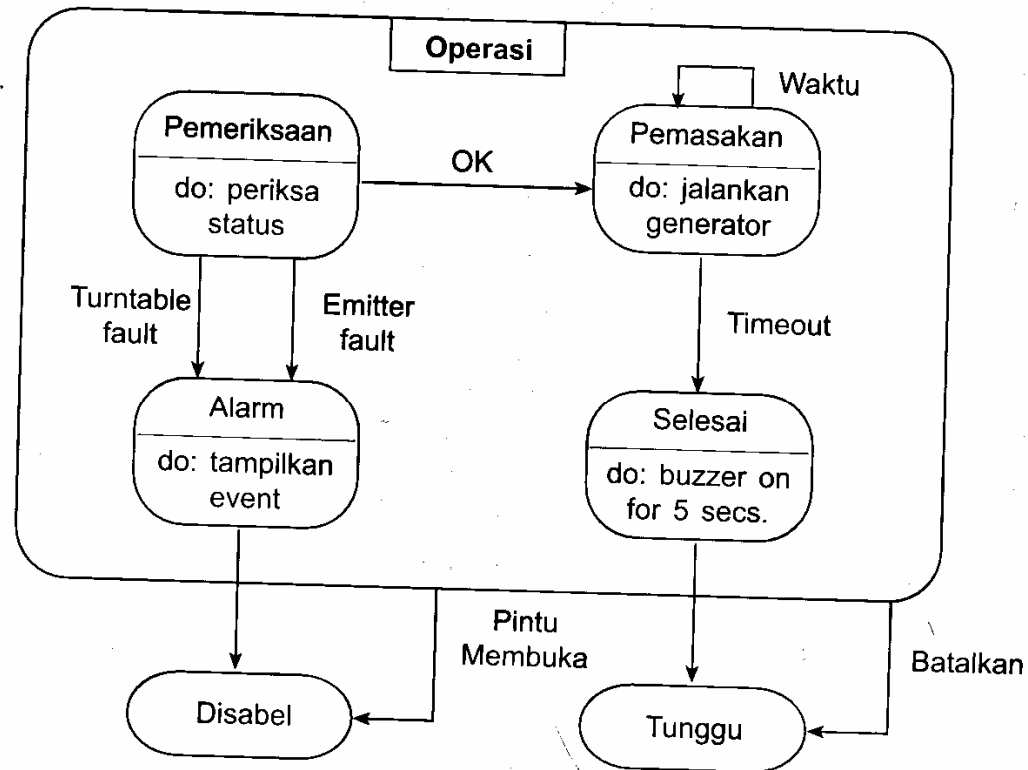 Operasi
Waktu
Pemeriksaan
do: periksa
status
OK
Pemasakan
do: jalankan
generator
Turntable
fault
Emitter
fault
Timeout
Alarm
do: tampilkan
event
Selesai
do: buzzer on
for 5 secs.
Pintu
Membuka
Batalkan
Disabel
Tunggu